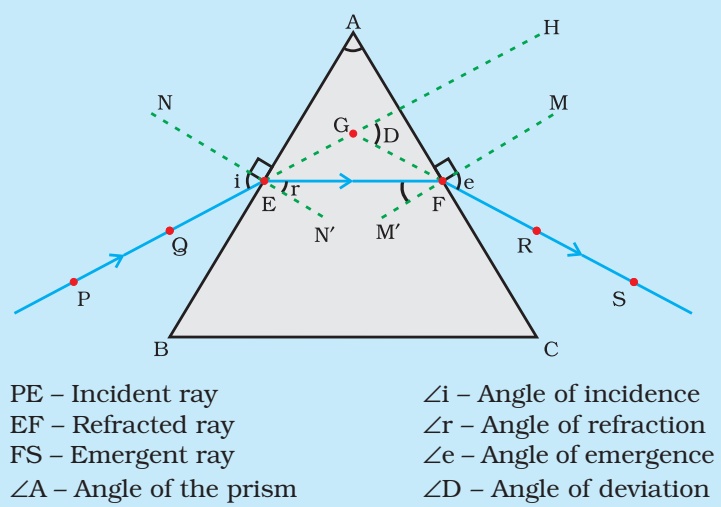 A
H
N
M
G
D
i
E
r
F
e
N′
M′
Q
R
P
S
B
C
PE – Incident ray
∠i – Angle of incidence
EF – Refracted ray
∠r – Angle of refraction
FS – Emergent ray
∠e – Angle of emergence
∠A – Angle of the prism
∠D – Angle of deviation